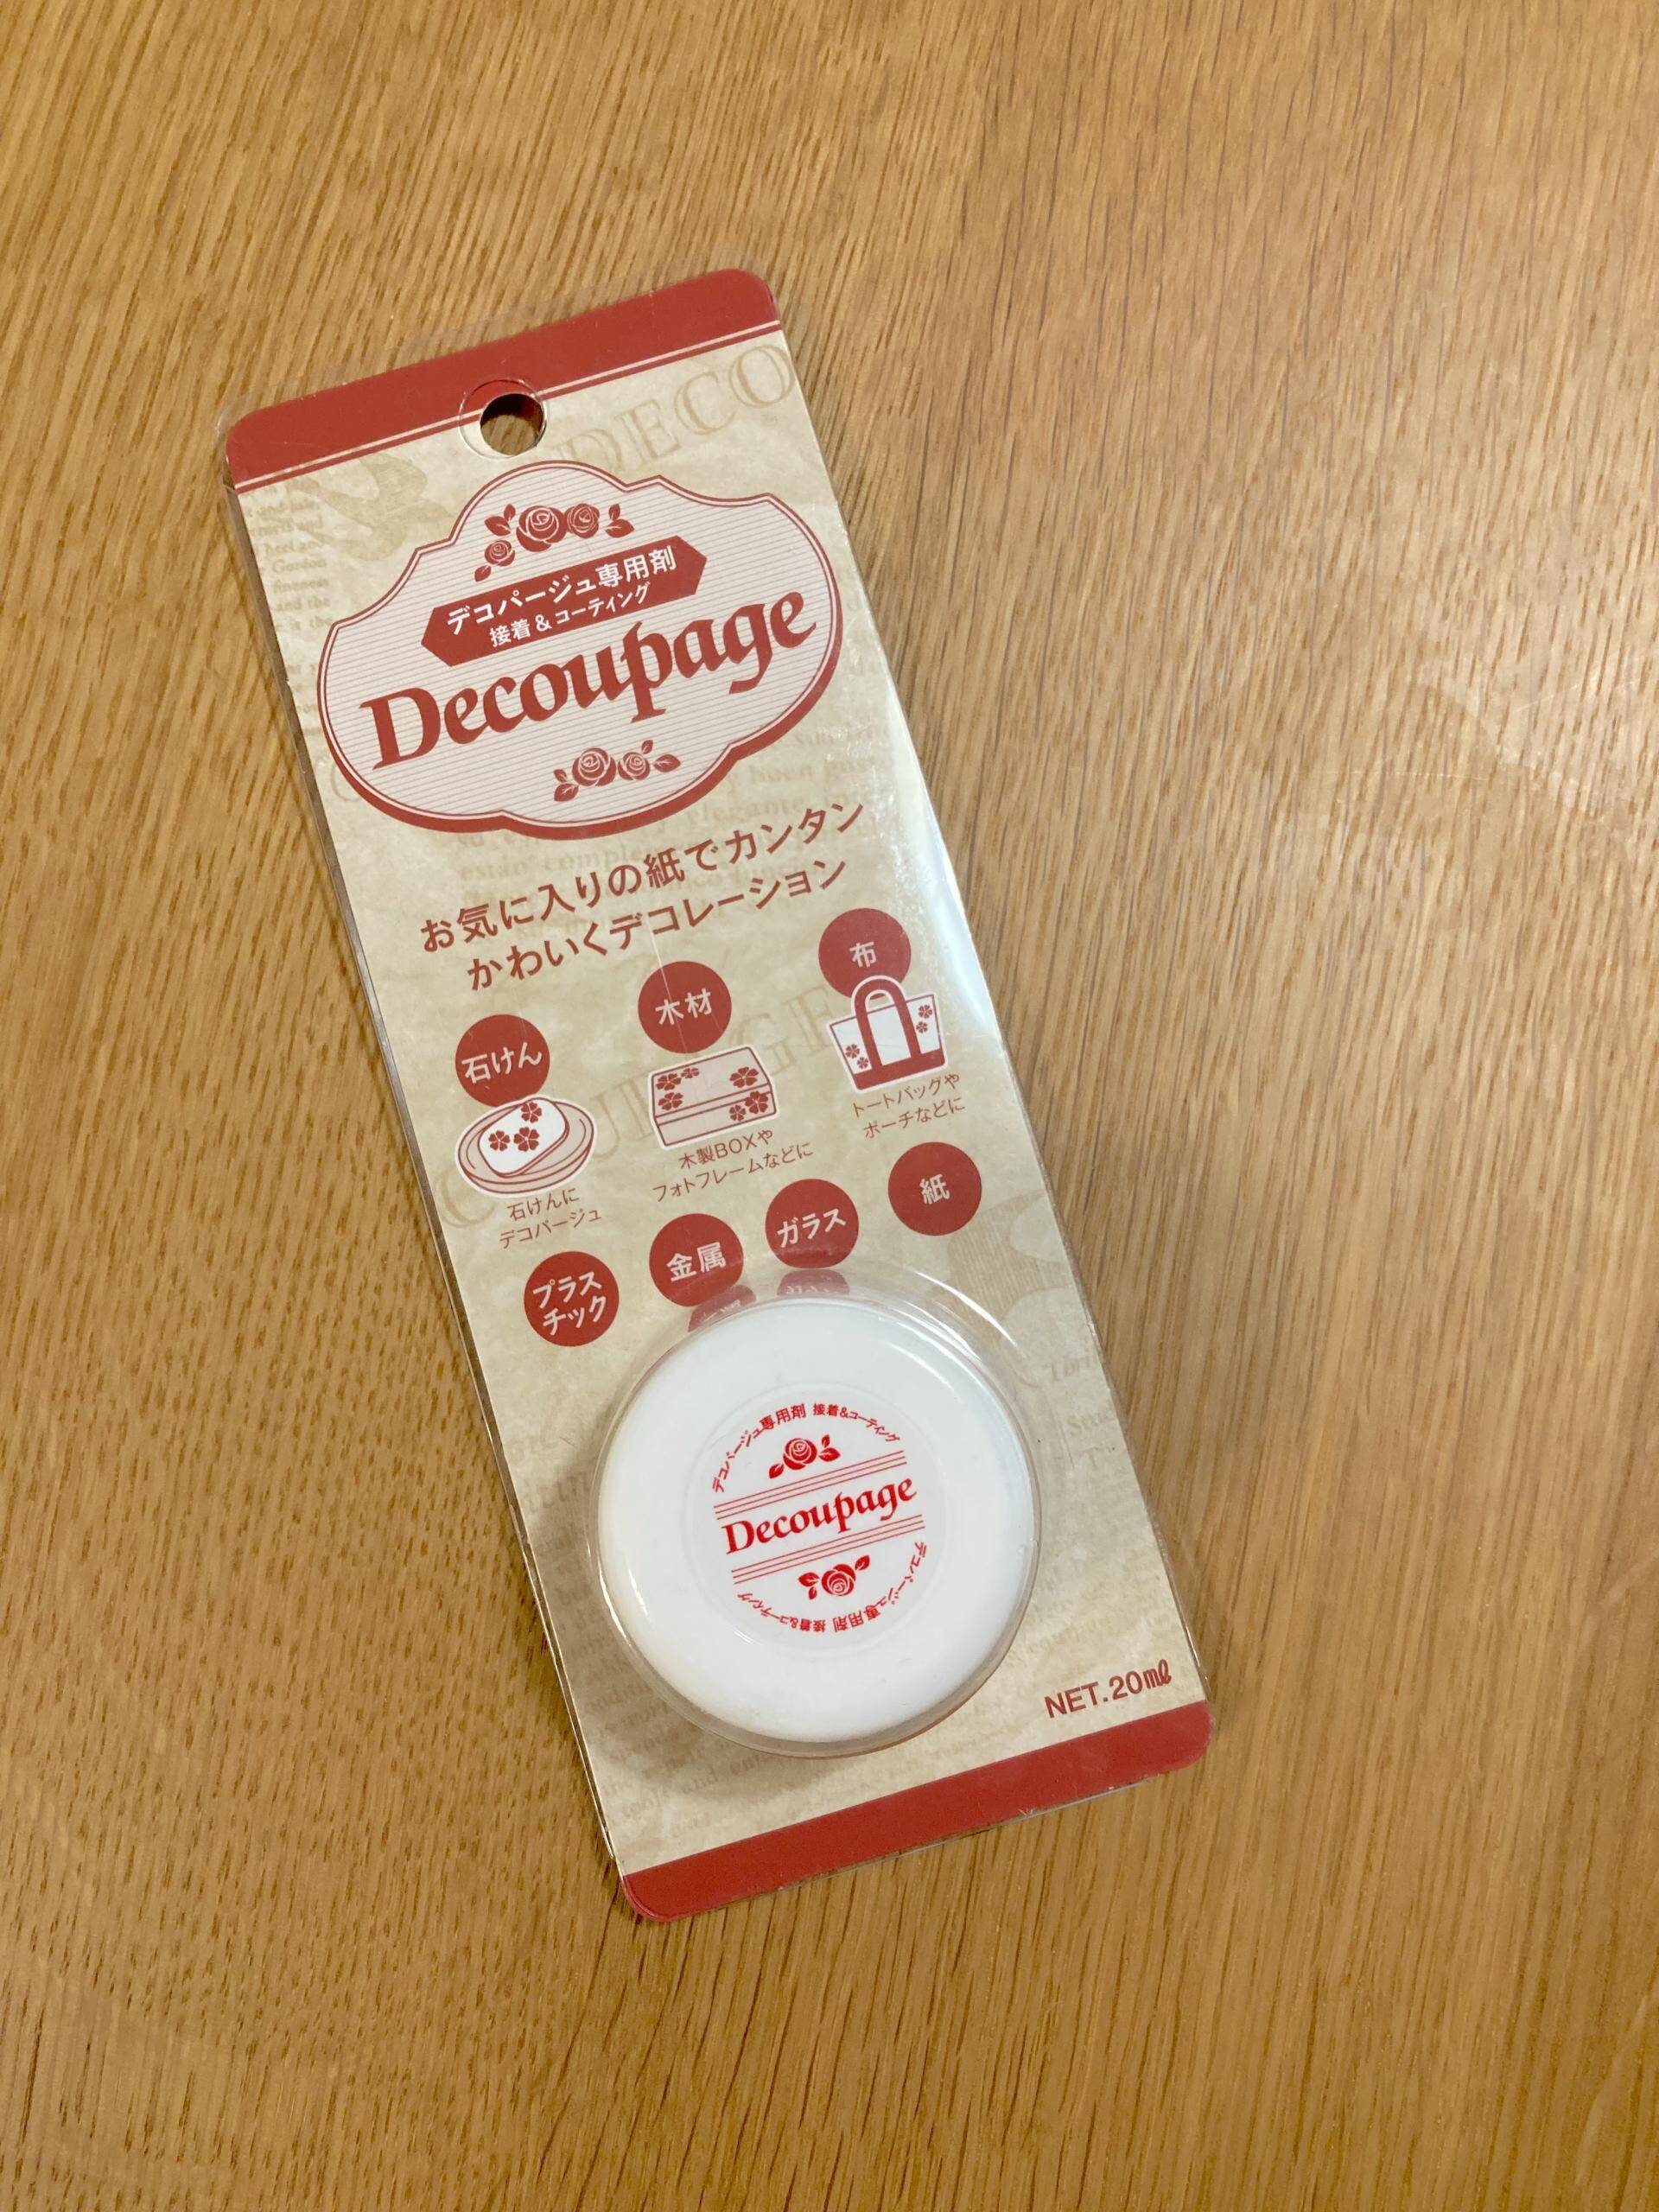 DECO
デコパージュ専用剤
接着&コーティング
Decoupage
お気に入りの紙でカンタン
かわいくデコレーション
石けん
木材
布
石けんに
デコパージュ
木製BOXや
フォトフレームなどに
トートバッグや
ポーチなどに
プラス
チック
金属
ガラス
紙
デコパージュ専用剤 接着&コーティング
Decoupage
デコパージュ専用剤 接着&コーティング
NET.20㎖